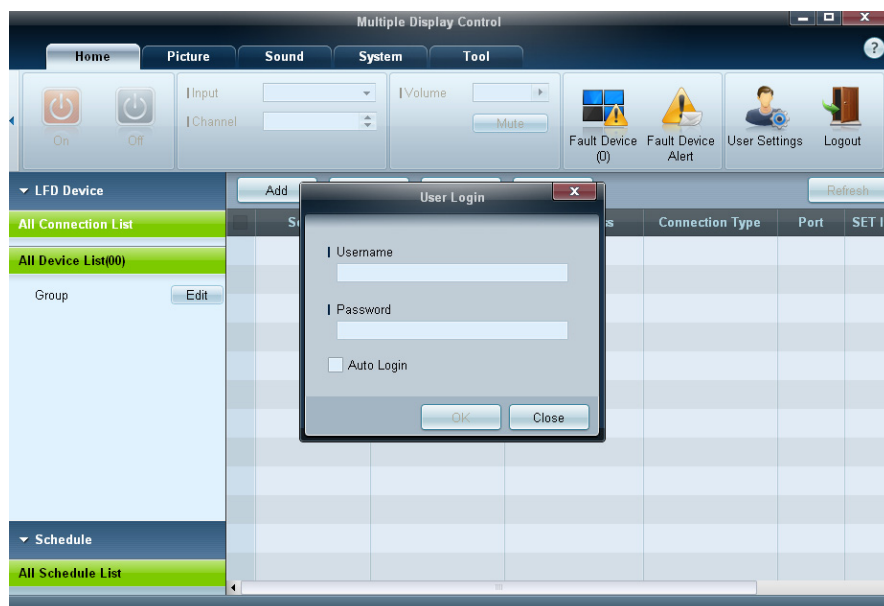 Multiple Display Control
Home Picture Sound System Tool
?
Input
Channel
On Off
Volume
Mute
Fault Device
(0)
Fault Device
Alert
User Settings
Logout
LFD Device
All Connection List
All Device List(00)
Group Edit
Add Refresh
Connection Type Port
User Login
Username
Password
Auto Login
OK Close
Schedule
All Schedule List